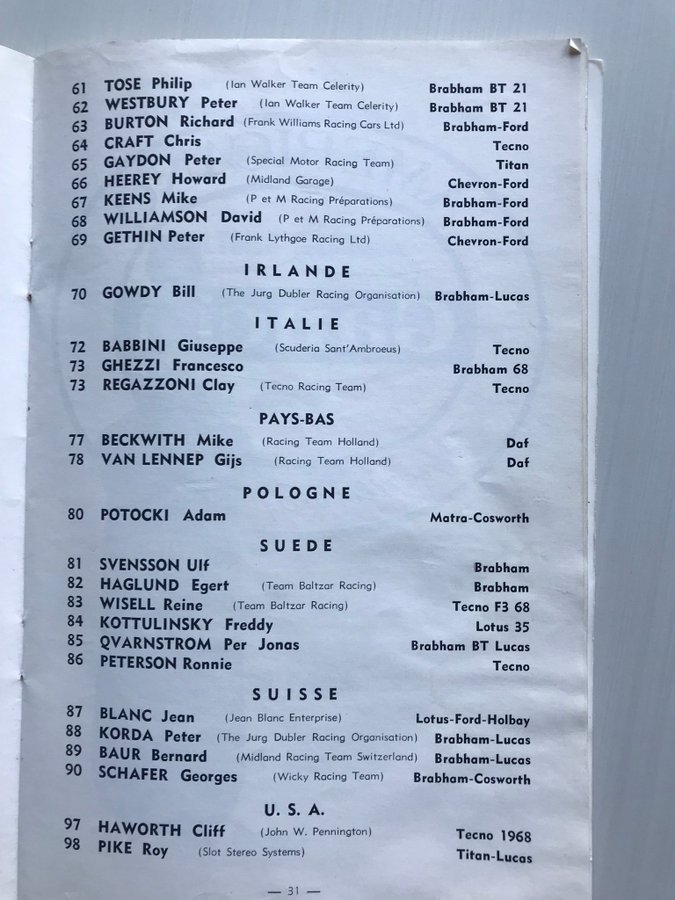 61 TOSE Philip (Ian Walker Team Celerity) Brabham BT 21
62 WESTBURY Peter (Ian Walker Team Celerity) Brabham BT 21
63 BURTON Richard (Frank Williams Racing Cars Ltd) Brabham-Ford
64 CRAFT Chris Tecno
65 GAYDON Peter (Special Motor Racing Team) Titan
66 HEEREY Howard (Midland Garage) Chevron-Ford
67 KEENS Mike (P et M Racing Préparations) Brabham-Ford
68 WILLIAMSON David (P et M Racing Préparations) Brabham-Ford
69 GETHIN Peter (Frank Lythgoe Racing Ltd) Chevron-Ford
IRLANDE
70 GOWDY Bill (The Jurg Dubler Racing Organisation) Brabham-Lucas
ITALIE
72 BABBINI Giuseppe (Scuderia Sant'Ambroeus) Tecno
73 GHEZZI Francesco Brabham 68
73 REGAZZONI Clay (Tecno Racing Team) Tecno
PAYS-BAS
77 BECKWITH Mike (Racing Team Holland) Daf
78 VAN LENNEP Gijs (Racing Team Holland) Daf
POLOGNE
80 POTOCKI Adam Matra-Cosworth
SUEDE
81 SVENSSON Ulf Brabham
82 HAGLUND Egert (Team Baltzar Racing) Brabham
83 WISELL Reine (Team Baltzar Racing) Tecno F3 68
84 KOTTULINSKY Freddy Lotus 35
85 QVARNSTROM Per Jonas Brabham BT Lucas
86 PETERSON Ronnie Tecno
SUISSE
87 BLANC Jean (Jean Blanc Enterprise) Lotus-Ford-Holbay
88 KORDA Peter (The Jurg Dubler Racing Organisation) Brabham-Lucas
89 BAUR Bernard (Midland Racing Team Switzerland) Brabham-Lucas
90 SCHAFER Georges (Wicky Racing Team) Brabham-Cosworth
U. S. A.
97 HAWORTH Cliff (John W. Pennington) Tecno 1968
98 PIKE Roy (Slot Stereo Systems) Titan-Lucas
— 31 —